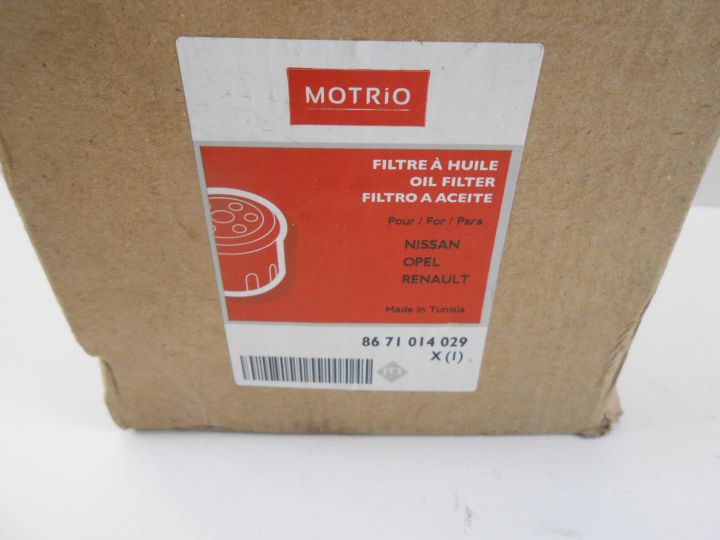 MOTRiO
FILTRE À HUILE
OIL FILTER
FILTRO A ACEITE
Pour / For / Para
NISSAN
OPEL
RENAULT
Made in Tunisia
86 71 014 029
X (1)